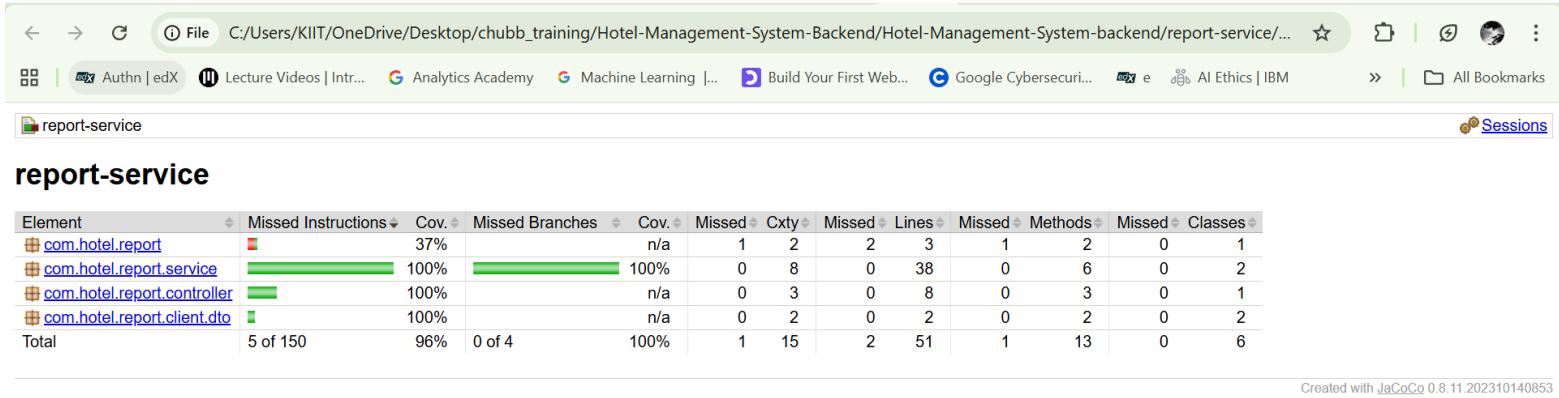 File C:/Users/KIIT/OneDrive/Desktop/chubb_training/Hotel-Management-System-Backend/Hotel-Management-System-backend/report-service/...
edX Authn | edX Lecture Videos | Intr... G Analytics Academy G Machine Learning |... Build Your First Web... C Google Cybersecuri... edX e AI Ethics | IBM » All Bookmarks
report-service Sessions
report-service
Element Missed Instructions Cov. Missed Branches Cov. Missed Cxty Missed Lines Missed Methods Missed Classes
com.hotel.report 37% n/a 1 2 2 3 1 2 0 1
com.hotel.report.service 100% 100% 0 8 0 38 0 6 0 2
com.hotel.report.controller 100% n/a 0 3 0 8 0 3 0 1
com.hotel.report.client.dto 100% n/a 0 2 0 2 0 2 0 2
Total 5 of 150 96% 0 of 4 100% 1 15 2 51 1 13 0 6
Created with JaCoCo 0.8.11.202310140853